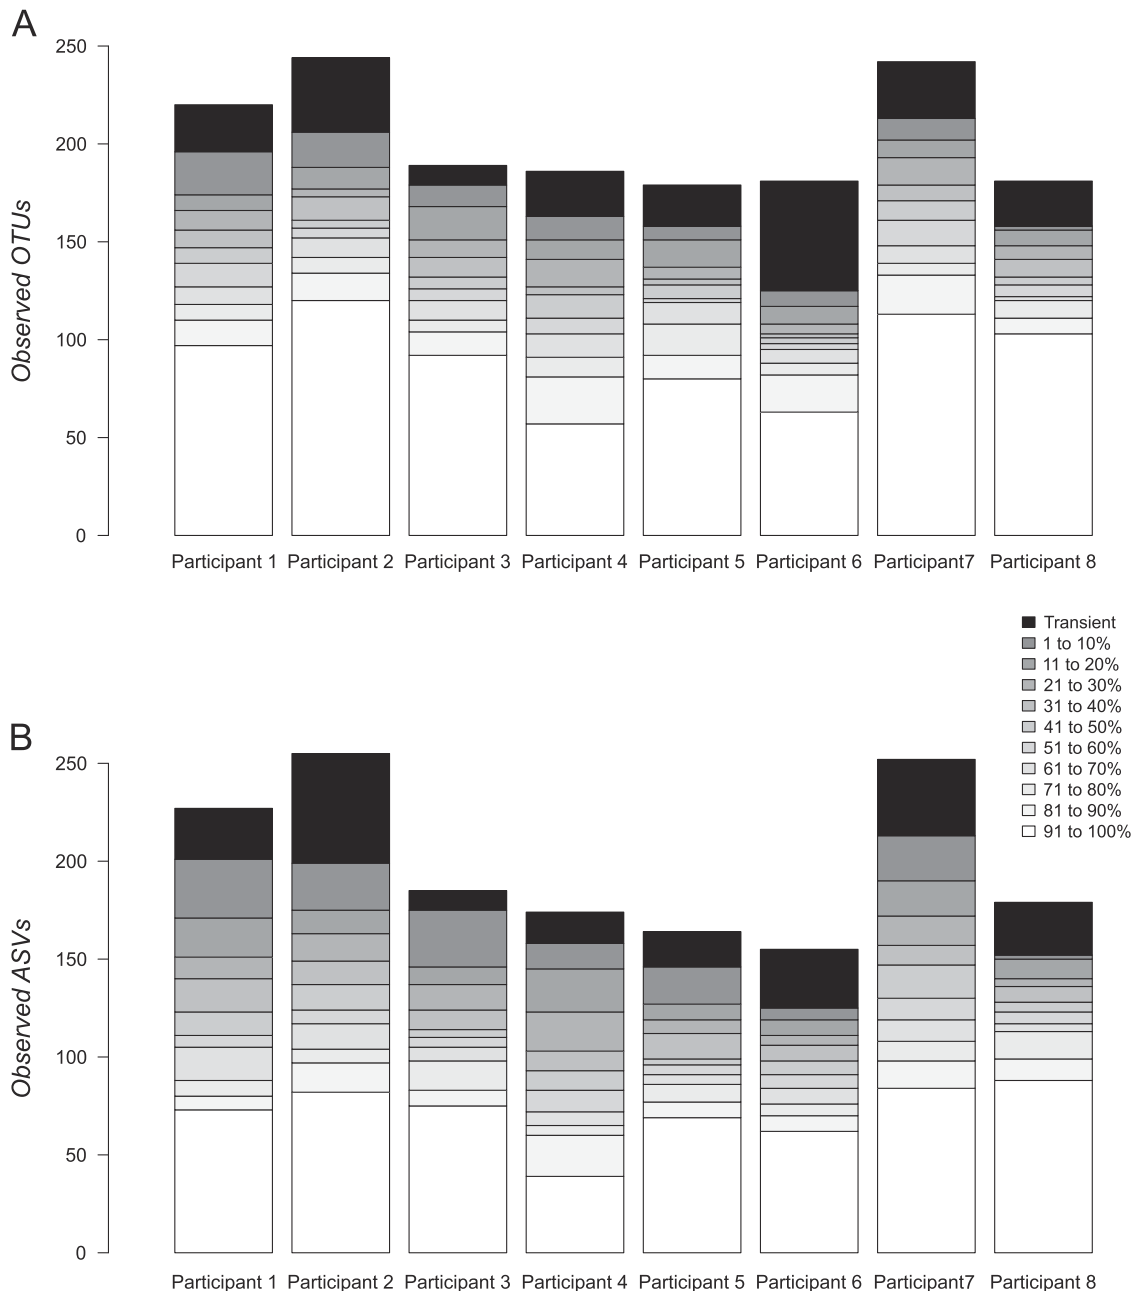 A
250
200
150
100
50
0
Observed OTUs
Participant 1 Participant 2 Participant 3 Participant 4 Participant 5 Participant 6 Participant7 Participant 8
Transient
1 to 10%
11 to 20%
21 to 30%
31 to 40%
41 to 50%
51 to 60%
61 to 70%
71 to 80%
81 to 90%
91 to 100%
B
250
200
150
100
50
0
Observed ASVs
Participant 1 Participant 2 Participant 3 Participant 4 Participant 5 Participant 6 Participant7 Participant 8